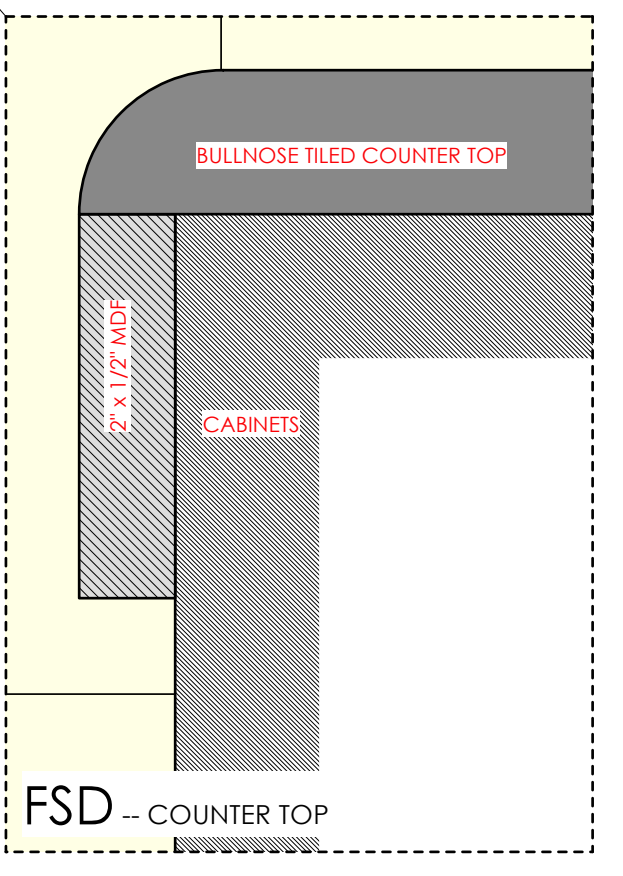 BULLNOSE TILED COUNTER TOP
2" x 1/2" MDF
CABINETS
FSD -- COUNTER TOP